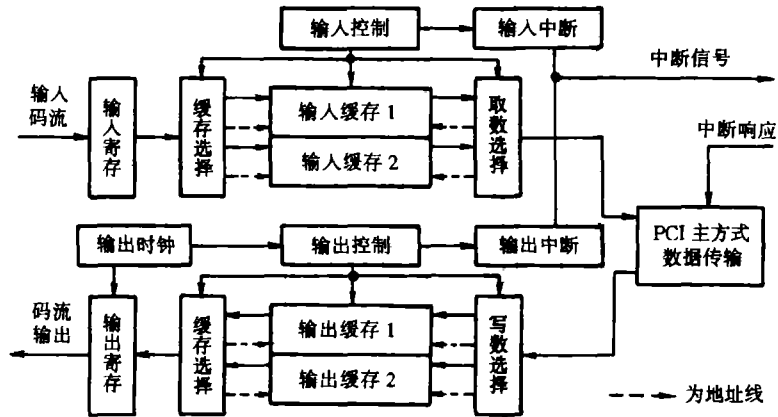 输入控制
输入中断
中断信号
输入
码流
输入寄存
缓存选择
输入缓存 1
输入缓存 2
取数选择
中断响应
PCI 主方式
数据传输
输出时钟
输出控制
输出中断
码流
输出
输出寄存
缓存选择
输出缓存 1
输出缓存 2
写数选择
为地址线